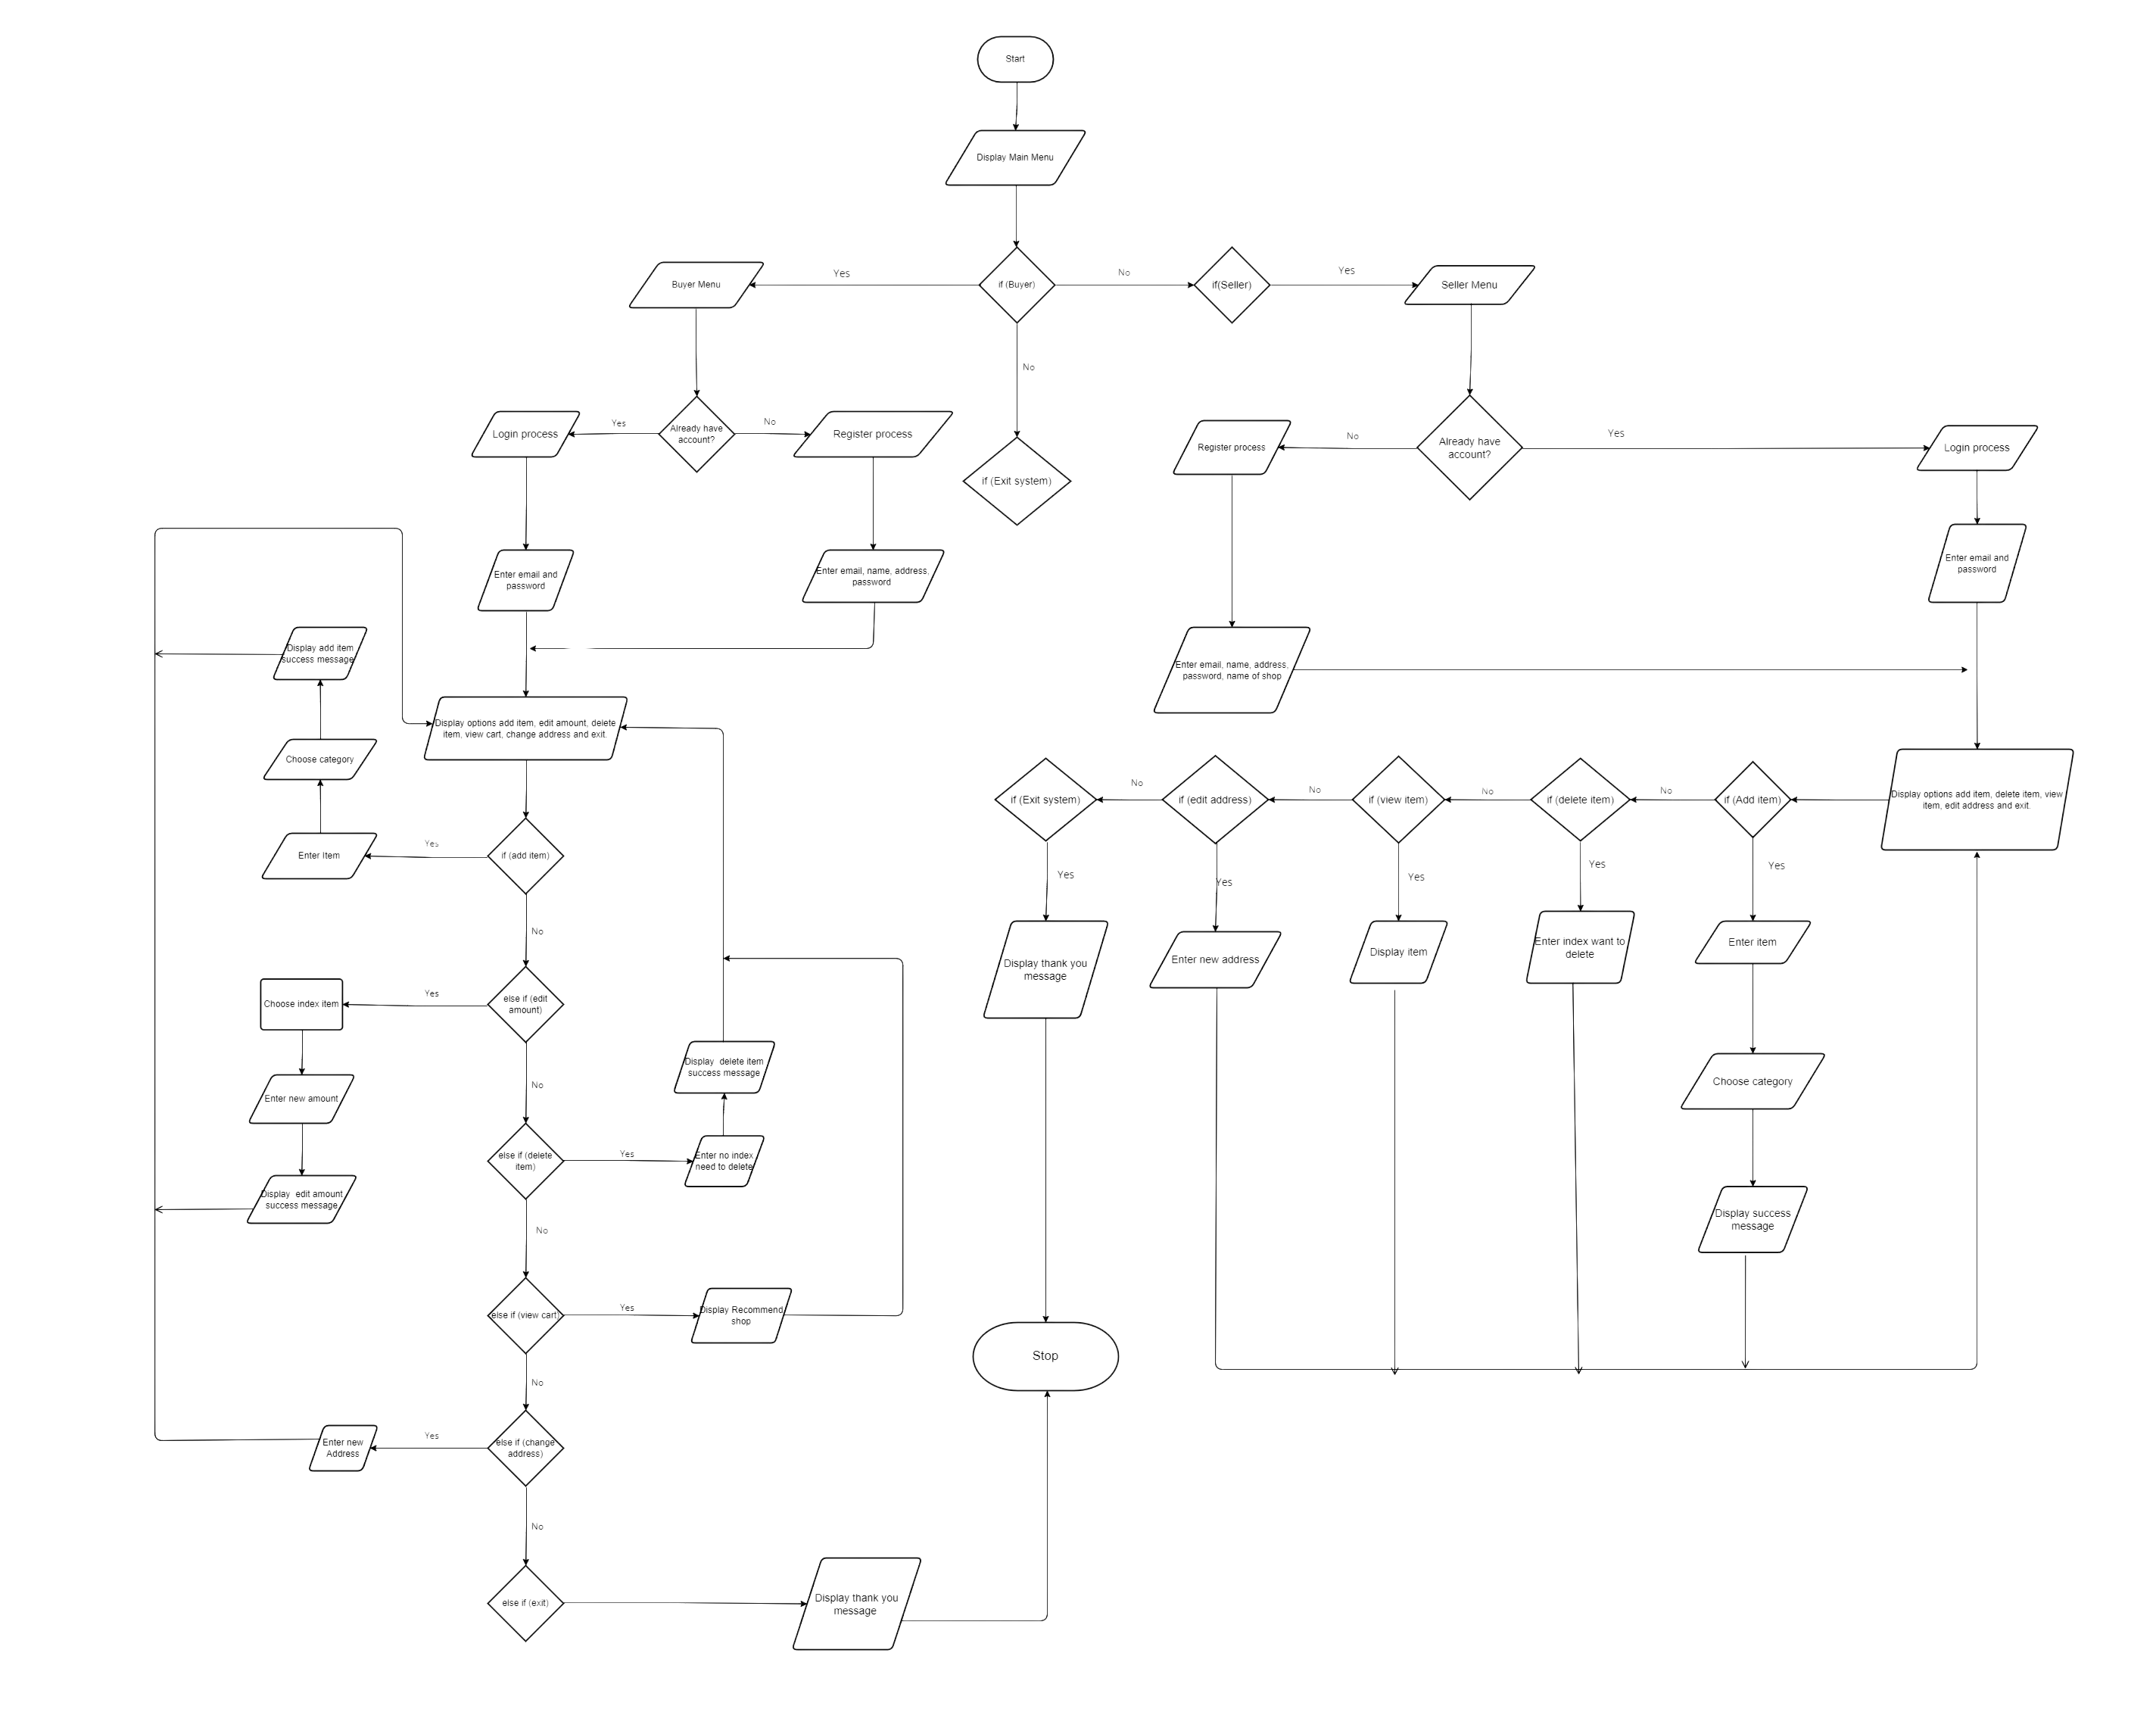 Start
Display Main Menu
Buyer Menu
Yes
if (Buyer)
No
if(Seller)
Yes
Seller Menu
No
Login process
Yes
Already have
account?
No
Register process
if (Exit system)
Register process
No
Already have
account?
Yes
Login process
Enter email and
password
Enter email, name, address,
password
Enter email and
password
Display add item
success message
Enter email, name, address,
password, name of shop
Display options add item, edit amount, delete
item, view cart, change address and exit.
Choose category
if (Exit system)
No
if (edit address)
No
if (view item)
No
if (delete item)
No
if (Add item)
Display options add item, delete item, view
item, edit address and exit.
Enter Item
Yes
if (add item)
Yes
Yes
Yes
Yes
Yes
No
Display thank you
message
Enter new address
Display item
Enter index want to
delete
Enter item
Choose index item
Yes
else if (edit
amount)
Display  delete item
success message
Choose category
Enter new amount
No
else if (delete
item)
Yes
Enter no index
need to delete
Display  edit amount
success message
Display success
message
No
else if (view cart)
Yes
Display Recommend
shop
Stop
No
Enter new
Address
Yes
else if (change
address)
No
else if (exit)
Display thank you
message